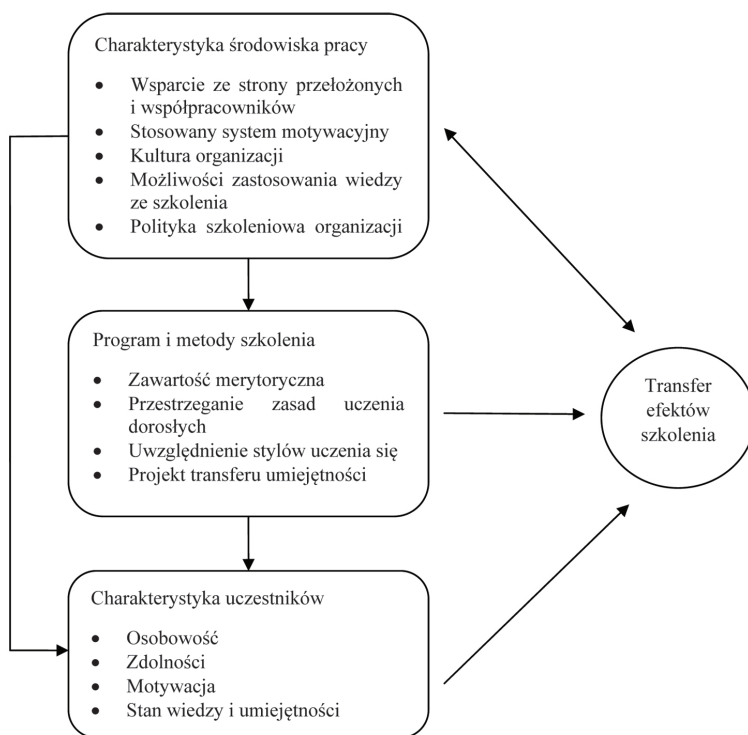 Charakterystyka środowiska pracy
● Wsparcie ze strony przełożonych
i współpracowników
● Stosowany system motywacyjny
● Kultura organizacji
● Możliwości zastosowania wiedzy
ze szkolenia
● Polityka szkoleniowa organizacji
Program i metody szkolenia
● Zawartość merytoryczna
● Przestrzeganie zasad uczenia
dorosłych
● Uwzględnienie stylów uczenia się
● Projekt transferu umiejętności
Transfer
efektów
szkolenia
Charakterystyka uczestników
● Osobowość
● Zdolności
● Motywacja
● Stan wiedzy i umiejętności